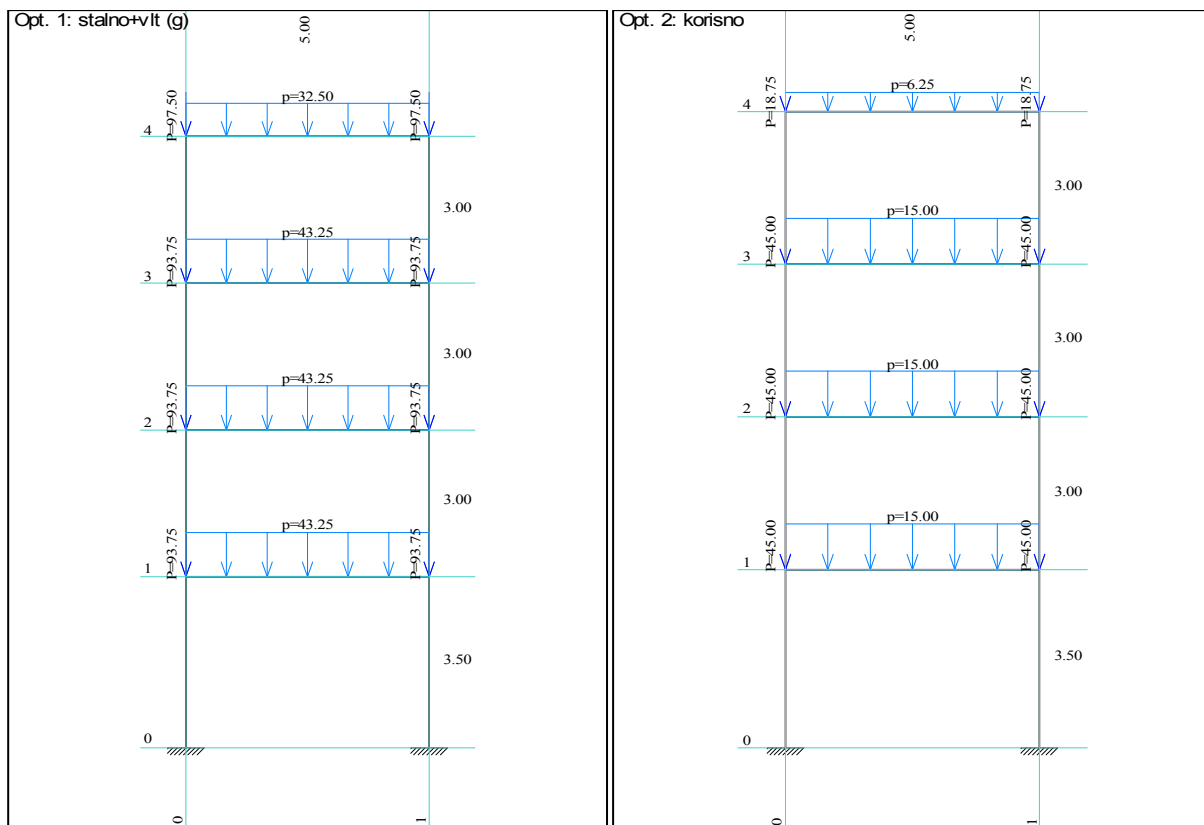 Opt. 1: stalno+vlt (g)
5.00
p=32.50
P=97.50
P=97.50
4
3.00
p=43.25
P=93.75
P=93.75
3
3.00
p=43.25
P=93.75
P=93.75
2
3.00
p=43.25
P=93.75
P=93.75
1
3.50
0
0
1
Opt. 2: korisno
5.00
p=6.25
P=18.75
P=18.75
4
3.00
p=15.00
P=45.00
P=45.00
3
3.00
p=15.00
P=45.00
P=45.00
2
3.00
p=15.00
P=45.00
P=45.00
1
3.50
0
0
1